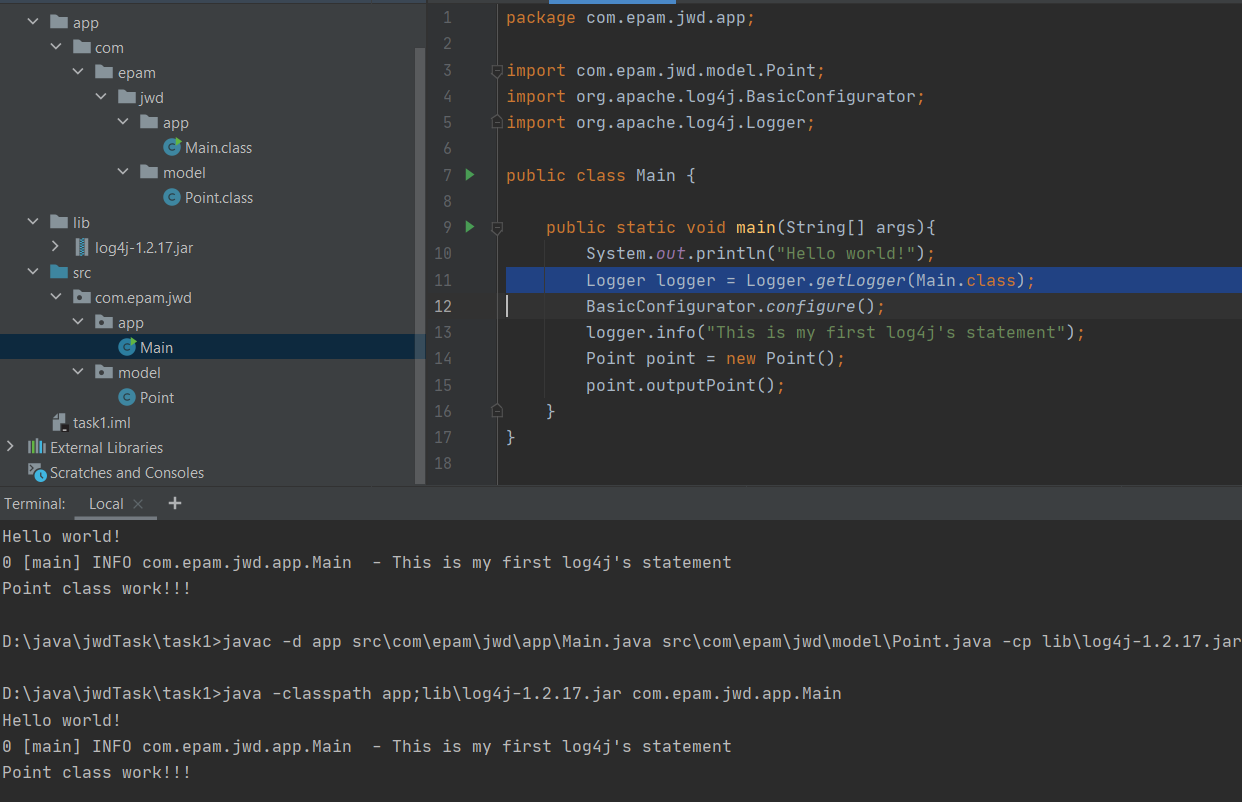 app
com
epam
jwd
app
Main.class
model
Point.class
lib
log4j-1.2.17.jar
src
com.epam.jwd
app
Main
model
Point
task1.iml
External Libraries
Scratches and Consoles
1 package com.epam.jwd.app;
2
3 import com.epam.jwd.model.Point;
4 import org.apache.log4j.BasicConfigurator;
5 import org.apache.log4j.Logger;
6
7 public class Main {
8
9 public static void main(String[] args){
10 System.out.println("Hello world!");
11 Logger logger = Logger.getLogger(Main.class);
12 BasicConfigurator.configure();
13 logger.info("This is my first log4j's statement");
14 Point point = new Point();
15 point.outputPoint();
16 }
17 }
18
Terminal: Local × +
Hello world!
0 [main] INFO com.epam.jwd.app.Main  - This is my first log4j's statement
Point class work!!!
D:\java\jwdTask\task1>javac -d app src\com\epam\jwd\app\Main.java src\com\epam\jwd\model\Point.java -cp lib\log4j-1.2.17.jar
D:\java\jwdTask\task1>java -classpath app;lib\log4j-1.2.17.jar com.epam.jwd.app.Main
Hello world!
0 [main] INFO com.epam.jwd.app.Main  - This is my first log4j's statement
Point class work!!!